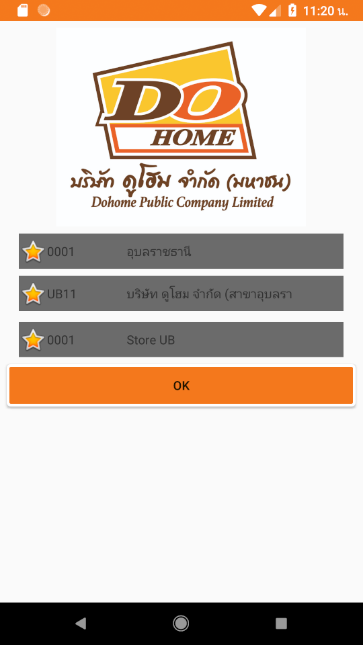 11:20 น.
DO
HOME
บริษัท ดูโฮม จำกัด (มหาชน)
Dohome Public Company Limited
0001 อุบลราชธานี
UB11 บริษัท ดูโฮม จำกัด (สาขาอุบลรา
0001 Store UB
OK